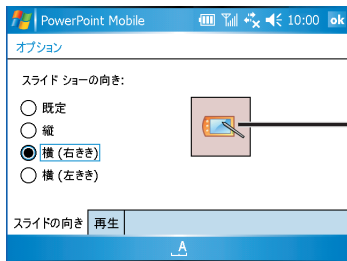 PowerPoint Mobile 10:00 ok
オプション
スライド ショーの向き:
既定
縦
横 (右きき)
横 (左きき)
スライドの向き 再生
A